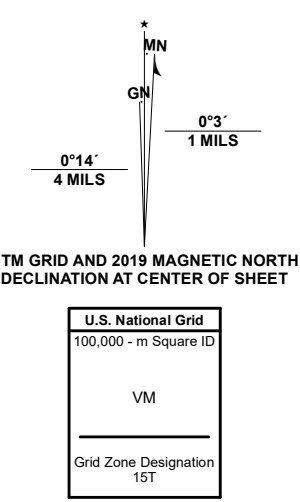 ★
MN
GN
0°3´
1 MILS
0°14´
4 MILS
TM GRID AND 2019 MAGNETIC NORTH
DECLINATION AT CENTER OF SHEET
U.S. National Grid
100,000 - m Square ID
VM
Grid Zone Designation
15T